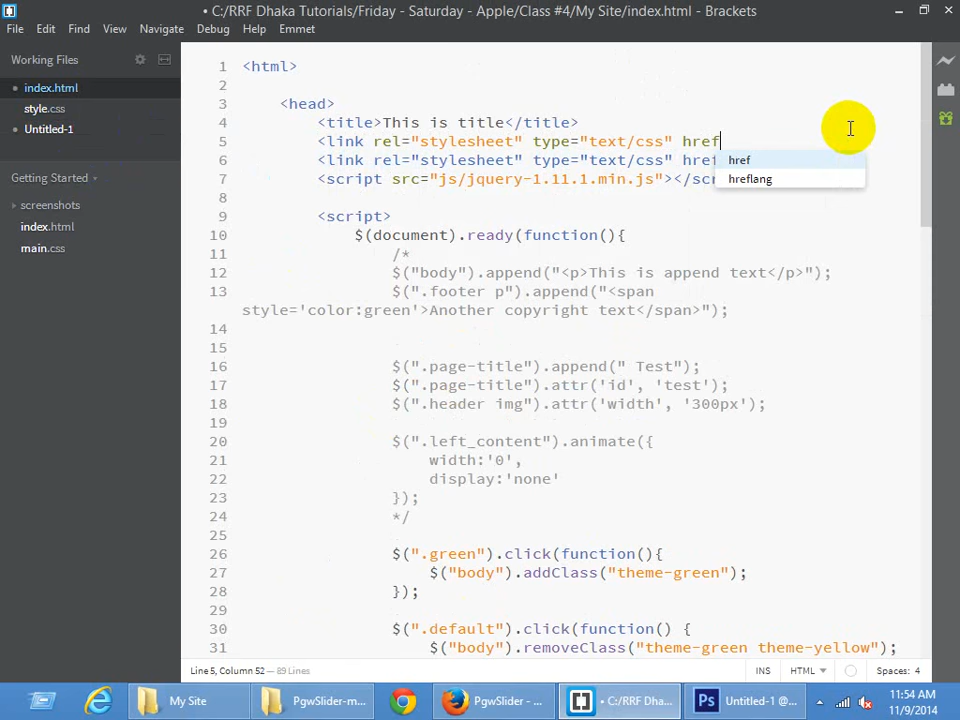 • C:/RRF Dhaka Tutorials/Friday - Saturday - Apple/Class #4/My Site/index.html - Brackets
File Edit Find View Navigate Debug Help Emmet
Working Files
index.html
style.css
Untitled-1
Getting Started
screenshots
index.html
main.css
1 <html>
2
3 <head>
4 <title>This is title</title>
5 <link rel="stylesheet" type="text/css" href
6 <link rel="stylesheet" type="text/css" href
7 <script src="js/jquery-1.11.1.min.js"></scr
href
hreflang
8
9 <script>
10 $(document).ready(function(){
11 /*
12 $("body").append("<p>This is append text</p>");
13 $(".footer p").append("<span
style='color:green'>Another copyright text</span>");
14
15
16 $(".page-title").append(" Test");
17 $(".page-title").attr('id', 'test');
18 $(".header img").attr('width', '300px');
19
20 $(".left_content").animate({
21 width:'0',
22 display:'none'
23 });
24 */
25
26 $(".green").click(function(){
27 $("body").addClass("theme-green");
28 });
29
30 $(".default").click(function() {
31 $("body").removeClass("theme-green theme-yellow");
Line 5, Column 52 — 89 Lines
INS HTML Spaces: 4
My Site
PgwSlider-m...
PgwSlider - ...
• C:/RRF Dha...
Untitled-1 @...
11:54 AM
11/9/2014